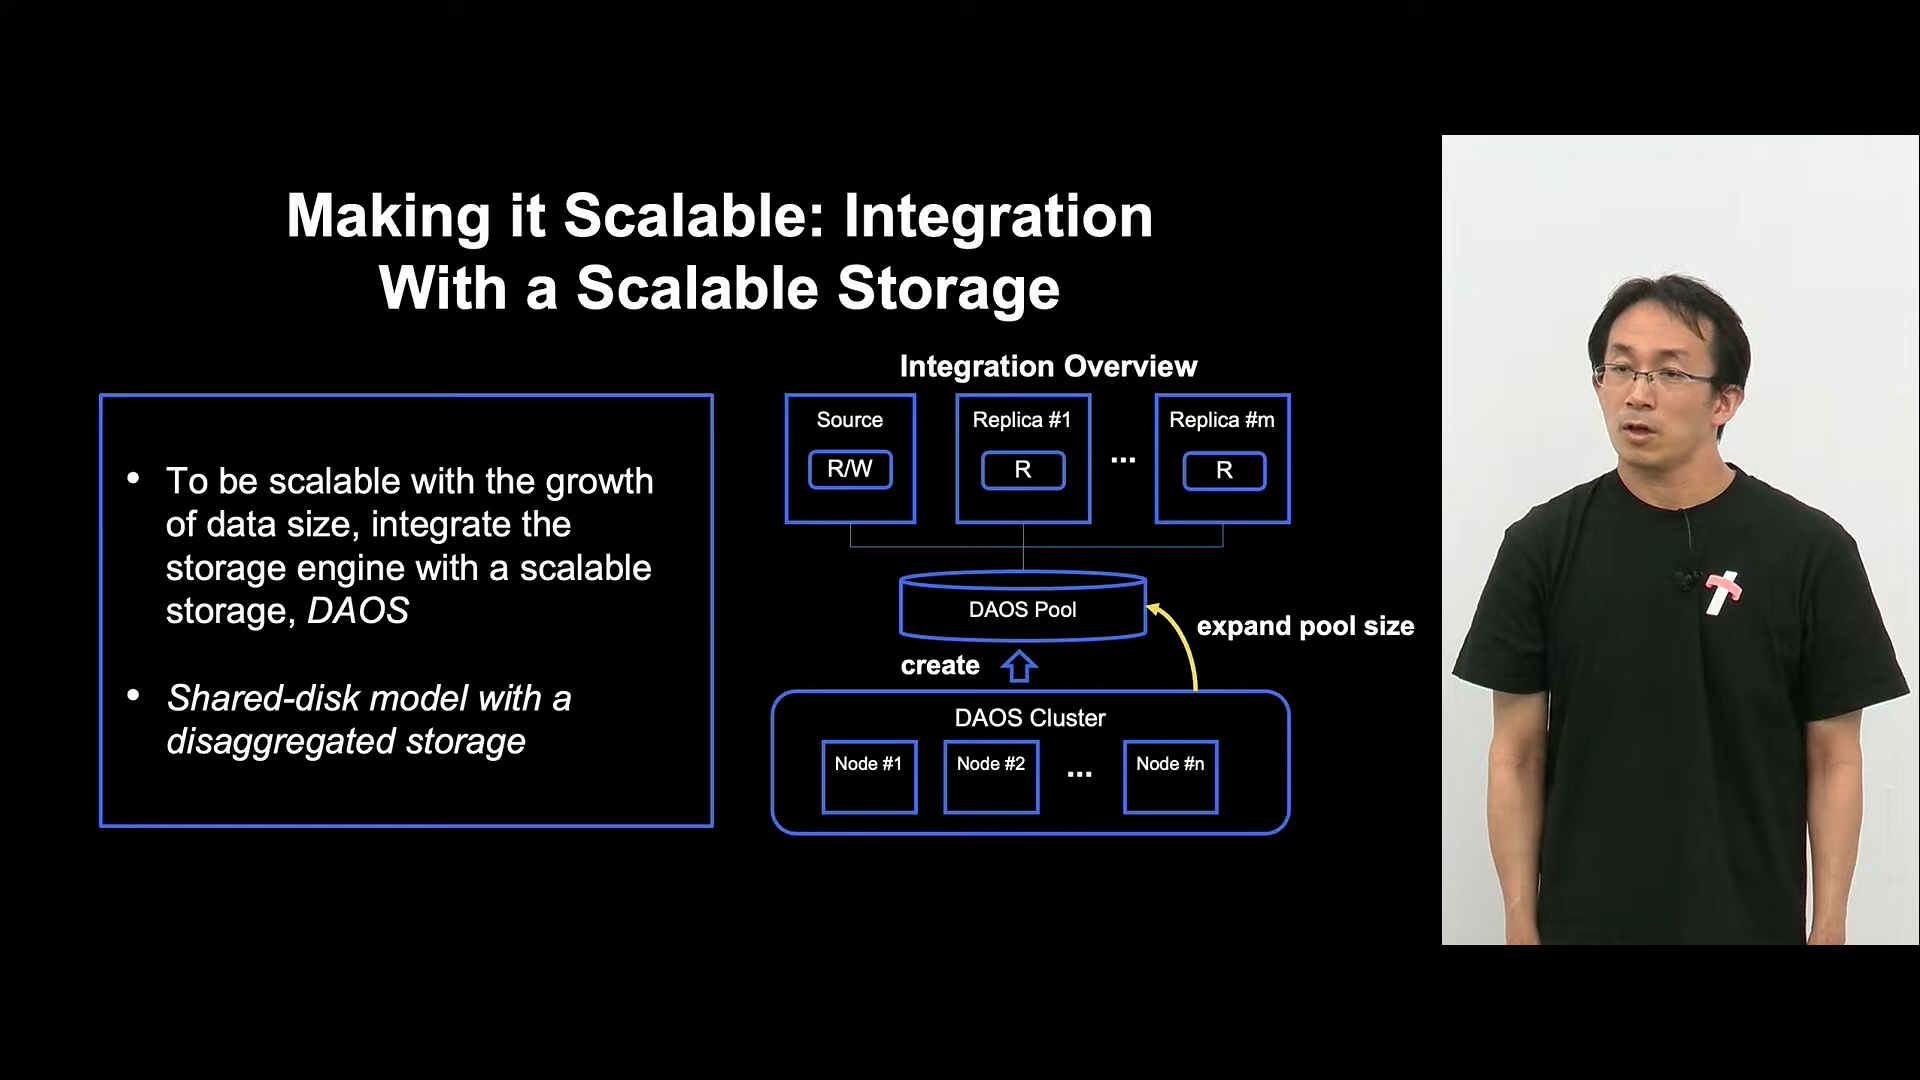 Making it Scalable: Integration
With a Scalable Storage
• To be scalable with the growth
of data size, integrate the
storage engine with a scalable
storage, DAOS
• Shared-disk model with a
disaggregated storage
Integration Overview
Source
R/W
Replica #1
R
...
Replica #m
R
DAOS Pool
expand pool size
create
DAOS Cluster
Node #1
Node #2
...
Node #n